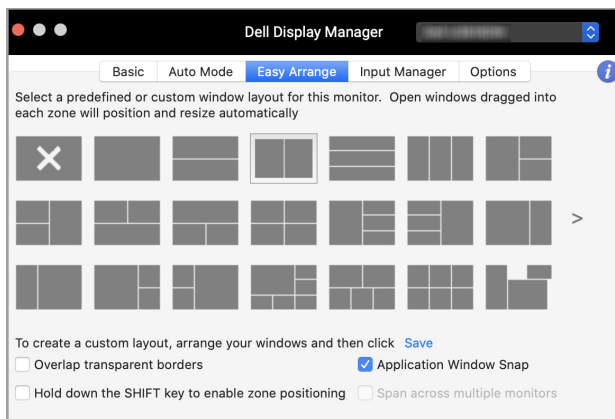 Dell Display Manager
Basic Auto Mode Easy Arrange Input Manager Options i
Select a predefined or custom window layout for this monitor. Open windows dragged into
each zone will position and resize automatically
>
To create a custom layout, arrange your windows and then click Save
Overlap transparent borders Application Window Snap
Hold down the SHIFT key to enable zone positioning Span across multiple monitors